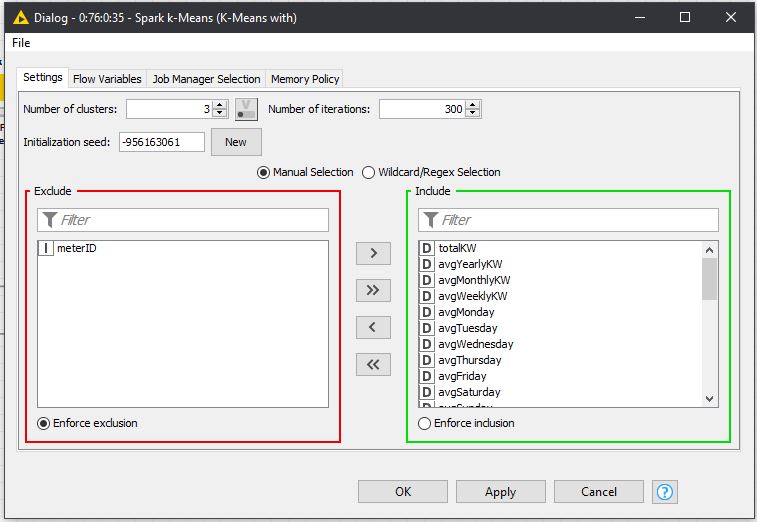 Dialog - 0:76:0:35 - Spark k-Means (K-Means with)
File
Settings Flow Variables Job Manager Selection Memory Policy
Number of clusters: 3 V Number of iterations: 300
Initialization seed: -956163061 New
Manual Selection Wildcard/Regex Selection
Exclude
Filter
I meterID
Enforce exclusion
>
>>
<
<<
Include
Filter
D totalKW
D avgYearlyKW
D avgMonthlyKW
D avgWeeklyKW
D avgMonday
D avgTuesday
D avgWednesday
D avgThursday
D avgFriday
D avgSaturday
Enforce inclusion
OK Apply Cancel ?